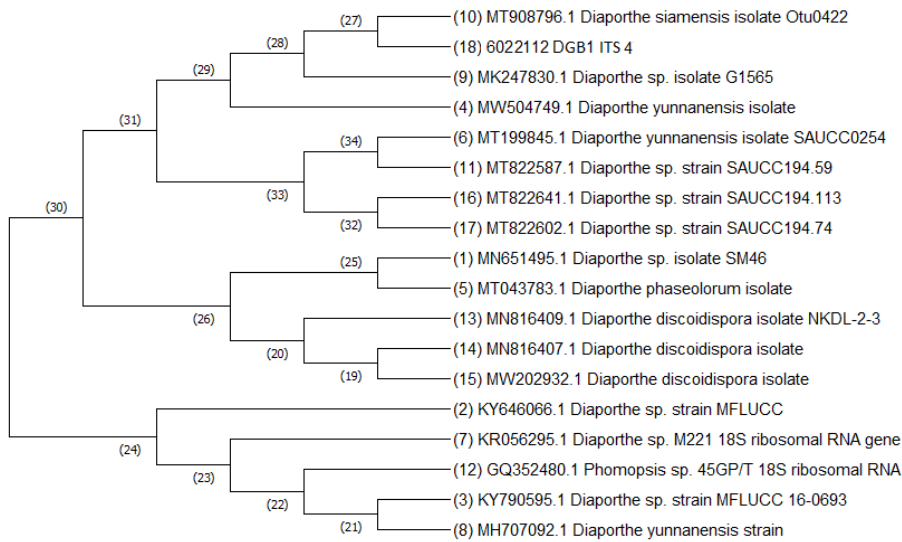 (27)
(10) MT908796.1 Diaporthe siamensis isolate Otu0422
(28)
(18) 6022112 DGB1 ITS 4
(29)
(9) MK247830.1 Diaporthe sp. isolate G1565
(4) MW504749.1 Diaporthe yunnanensis isolate
(31)
(34)
(6) MT199845.1 Diaporthe yunnanensis isolate SAUCC0254
(11) MT822587.1 Diaporthe sp. strain SAUCC194.59
(33)
(16) MT822641.1 Diaporthe sp. strain SAUCC194.113
(30)
(32)
(17) MT822602.1 Diaporthe sp. strain SAUCC194.74
(25)
(1) MN651495.1 Diaporthe sp. isolate SM46
(5) MT043783.1 Diaporthe phaseolorum isolate
(26)
(13) MN816409.1 Diaporthe discoidispora isolate NKDL-2-3
(20)
(14) MN816407.1 Diaporthe discoidispora isolate
(19)
(15) MW202932.1 Diaporthe discoidispora isolate
(2) KY646066.1 Diaporthe sp. strain MFLUCC
(24)
(7) KR056295.1 Diaporthe sp. M221 18S ribosomal RNA gene
(23)
(12) GQ352480.1 Phomopsis sp. 45GP/T 18S ribosomal RNA
(22)
(3) KY790595.1 Diaporthe sp. strain MFLUCC 16-0693
(21)
(8) MH707092.1 Diaporthe yunnanensis strain